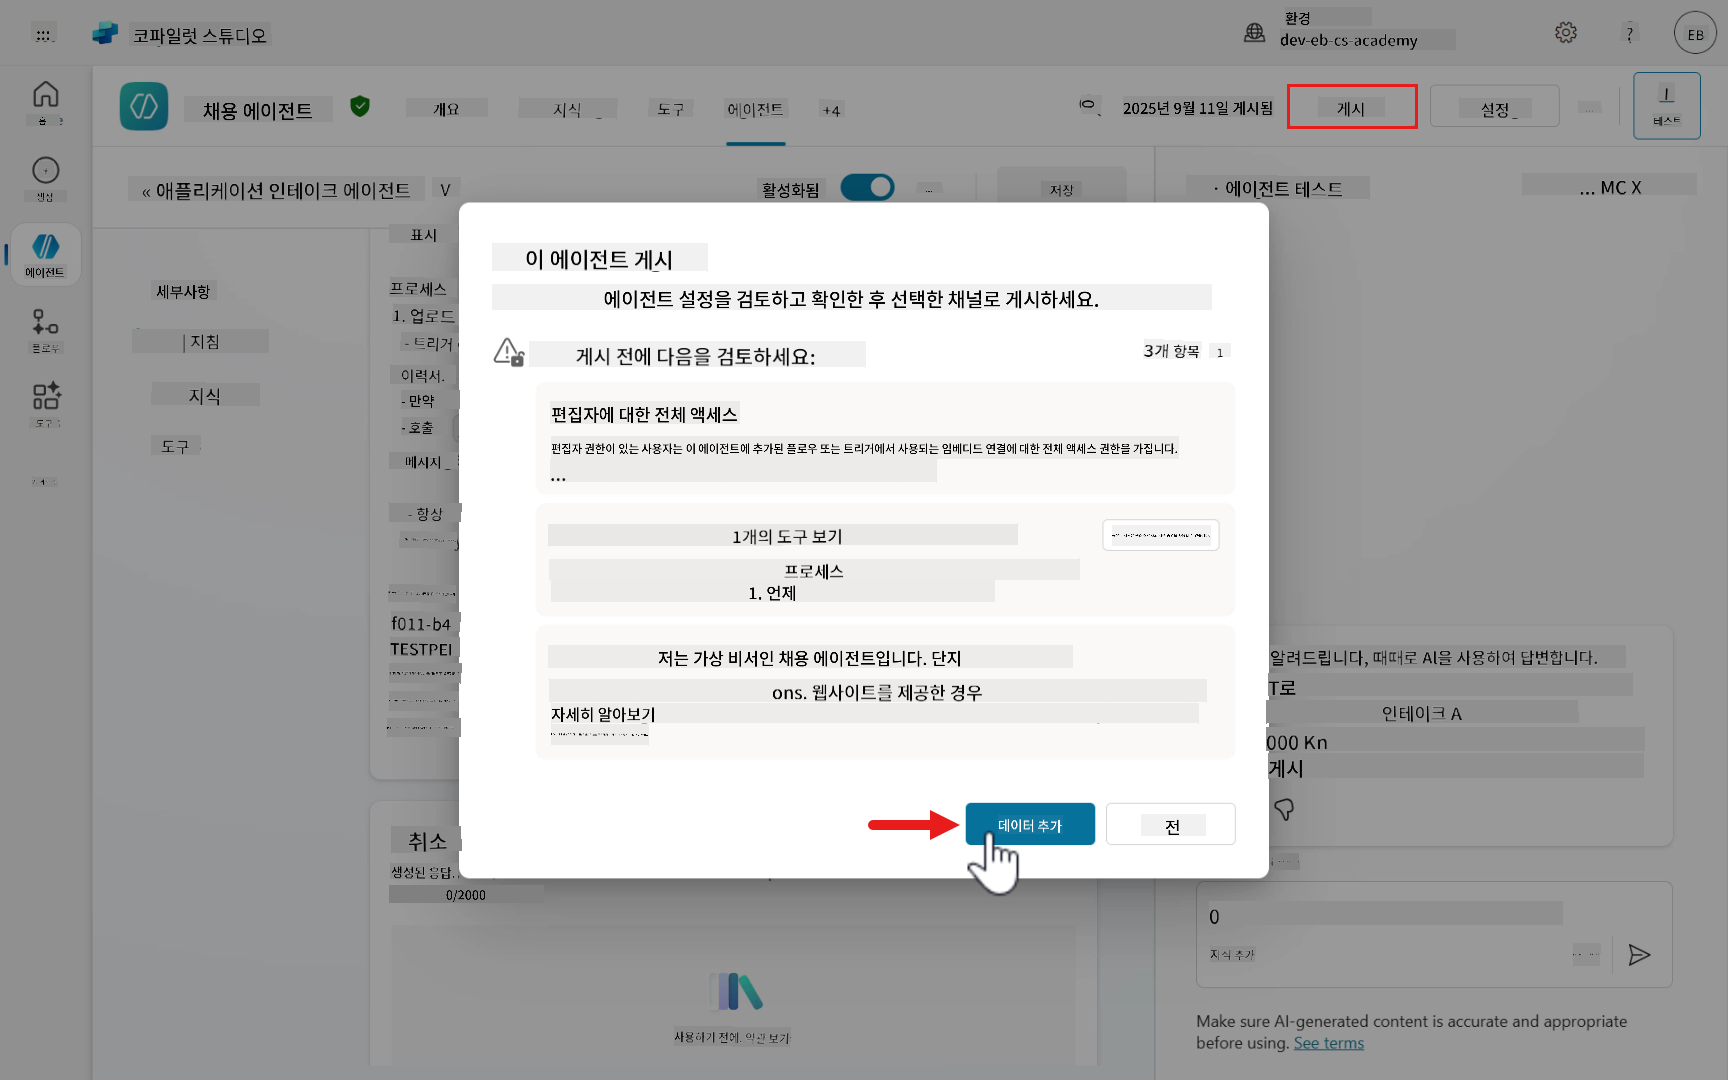 코파일럿 스튜디오
환경
dev-eb-cs-academy
?
EB
채용 에이전트
개요
지식
도구
에이전트
+4
2025년 9월 11일 게시됨
게시
설정
...
테스트
홈
생성
에이전트
플로우
« 애플리케이션 인테이크 에이전트
V
활성화됨
...
저장
· 에이전트 테스트
... MC X
세부사항
| 지침
지식
도구
표시
프로세스
1. 업로드
- 트리거
이력서.
- 만약
- 호출
메시지
- 항상
f011-b4
TESTPEI
이 에이전트 게시
에이전트 설정을 검토하고 확인한 후 선택한 채널로 게시하세요.
게시 전에 다음을 검토하세요:
3개 항목
1
편집자에 대한 전체 액세스
편집자 권한이 있는 사용자는 이 에이전트에 추가된 플로우 또는 트리거에서 사용되는 임베디드 연결에 대한 전체 액세스 권한을 가집니다.
...
1개의 도구 보기
프로세스
1. 언제
저는 가상 비서인 채용 에이전트입니다. 단지
ons. 웹사이트를 제공한 경우
자세히 알아보기
데이터 추가
전
알려드립니다, 때때로 AI을 사용하여 답변합니다.
T로
인테이크 A
000 Kn
게시
취소
생성된 응답.
0/2000
사용하기 전에. 약관 보기
0
지식 추가
Make sure AI-generated content is accurate and appropriate
before using. See terms